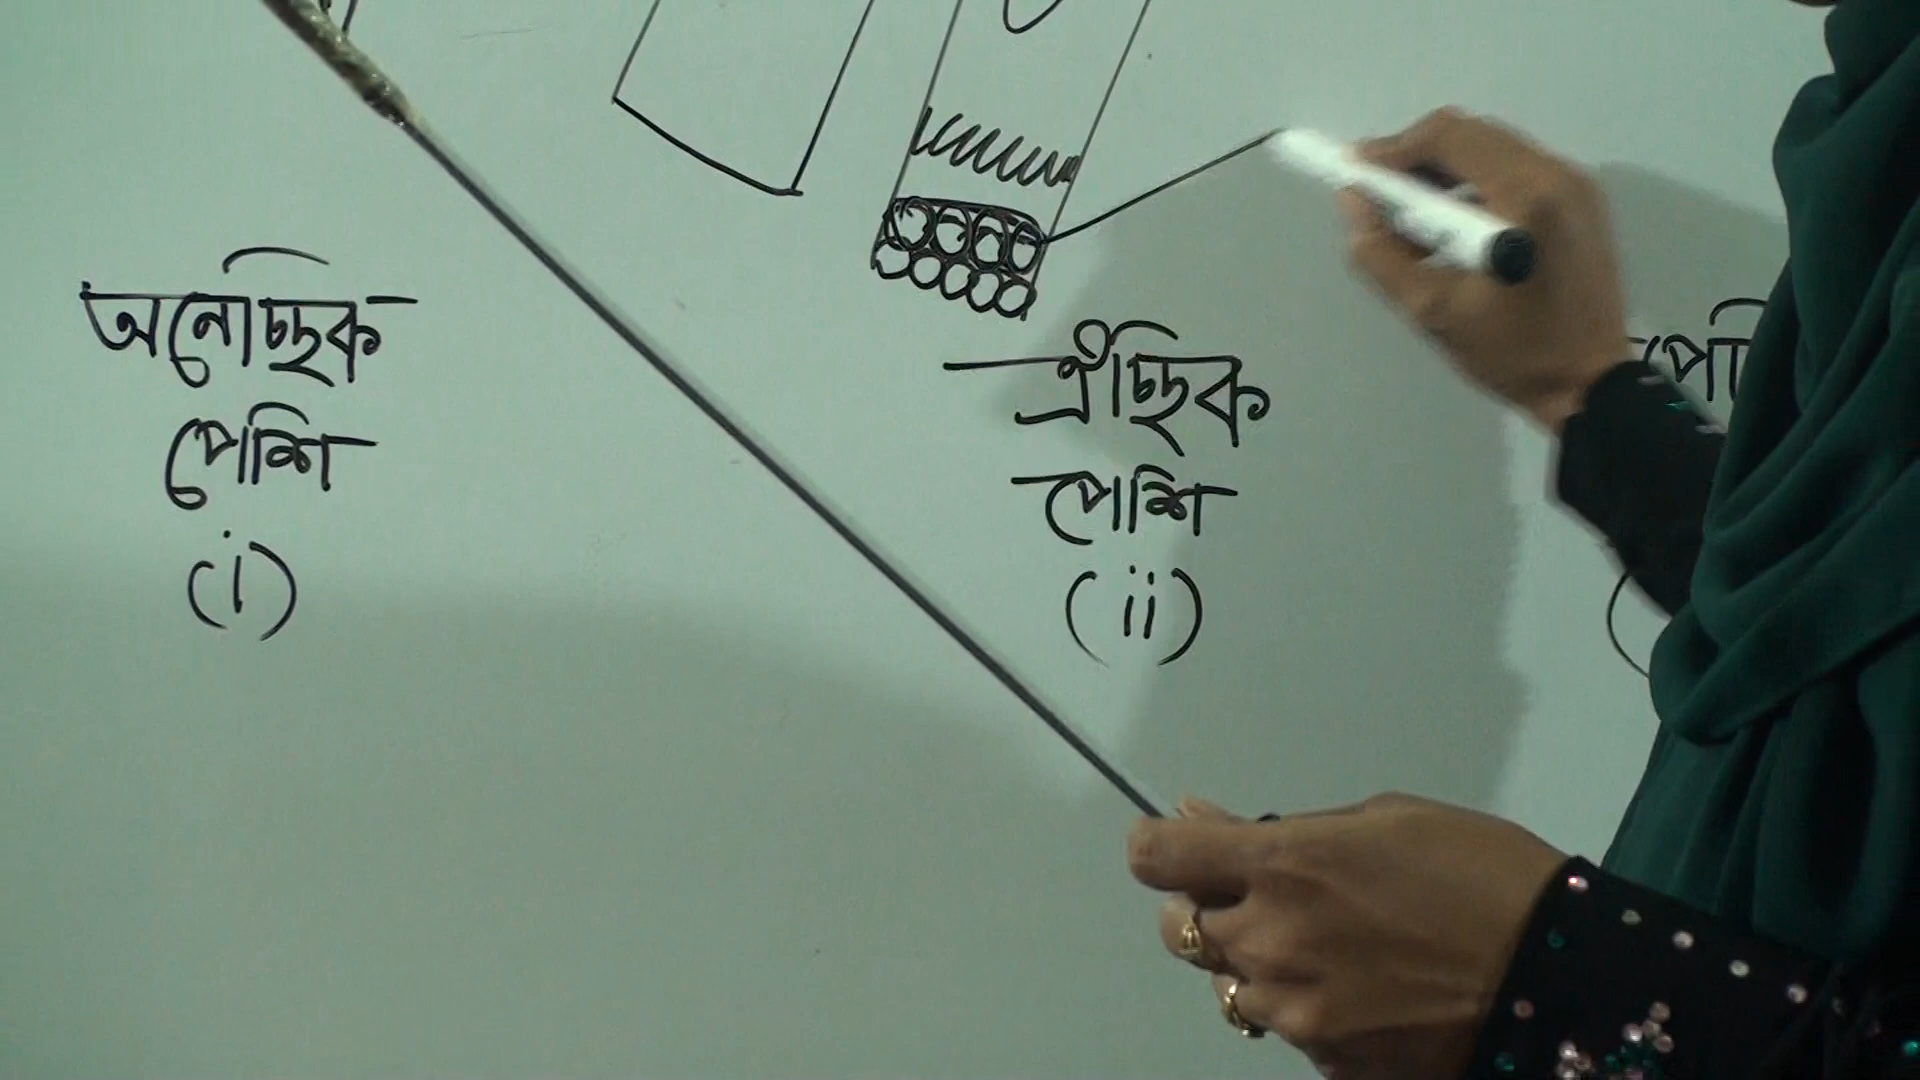 অনৈচ্ছিক
পেশি
(i)
ঐচ্ছিক
পেশি
(ii)